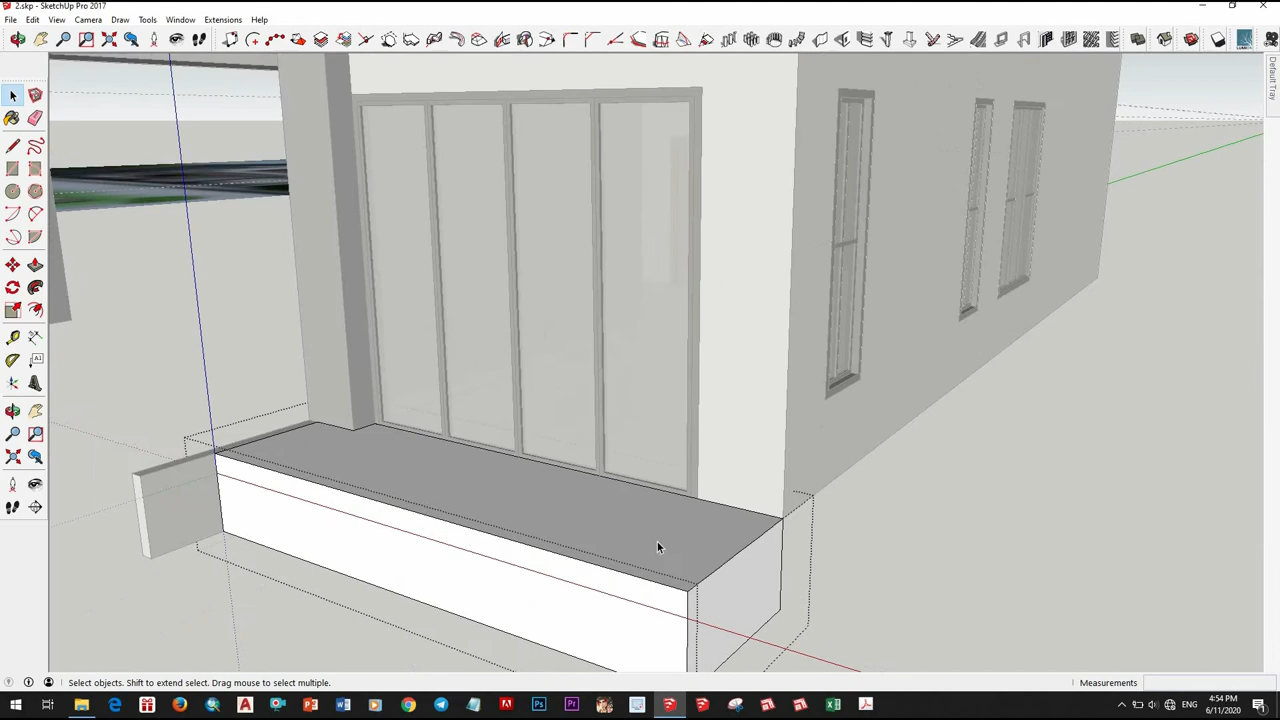 2.skp - SketchUp Pro 2017
File Edit View Camera Draw Tools Window Extensions Help
Default Tray
A1
Select objects. Shift to extend select. Drag mouse to select multiple.
Measurements
4:54 PM
6/11/2020